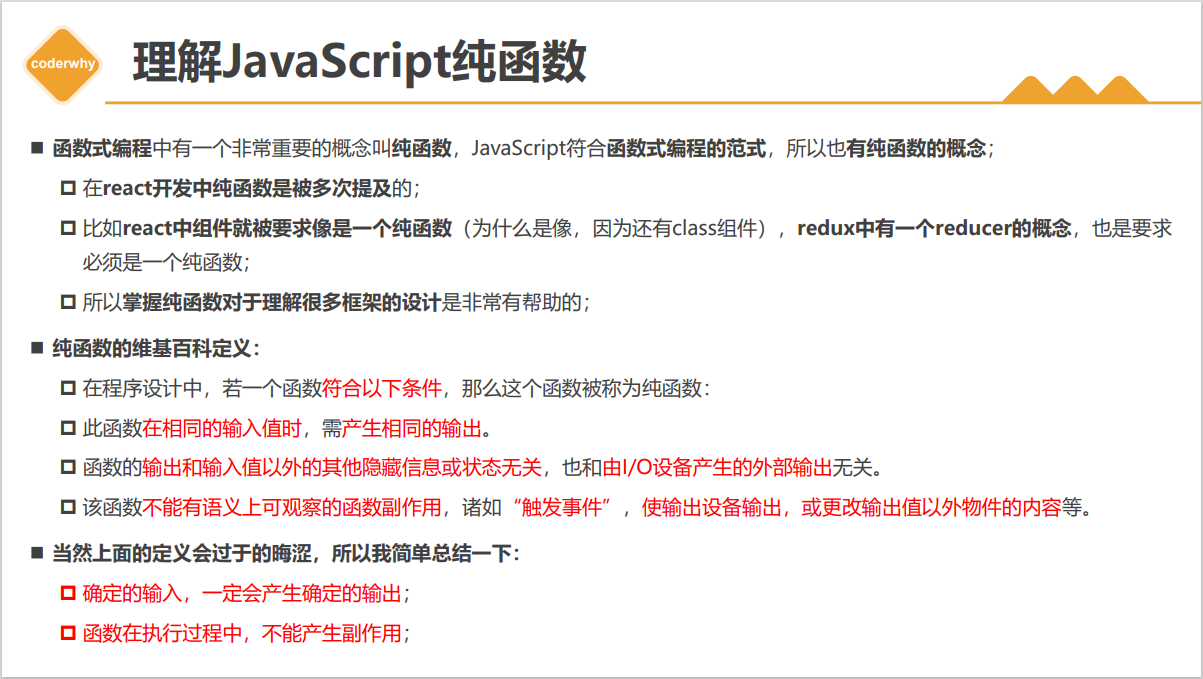 coderwhy
理解JavaScript纯函数
函数式编程中有一个非常重要的概念叫纯函数，JavaScript符合函数式编程的范式，所以也有纯函数的概念；
在react开发中纯函数是被多次提及的；
比如react中组件就被要求像是一个纯函数（为什么是像，因为还有class组件），redux中有一个reducer的概念，也是要求
必须是一个纯函数；
所以掌握纯函数对于理解很多框架的设计是非常有帮助的；
纯函数的维基百科定义：
在程序设计中，若一个函数符合以下条件，那么这个函数被称为纯函数：
此函数在相同的输入值时，需产生相同的输出。
函数的输出和输入值以外的其他隐藏信息或状态无关，也和由I/O设备产生的外部输出无关。
该函数不能有语义上可观察的函数副作用，诸如“触发事件”，使输出设备输出，或更改输出值以外物件的内容等。
当然上面的定义会过于的晦涩，所以我简单总结一下：
确定的输入，一定会产生确定的输出；
函数在执行过程中，不能产生副作用；